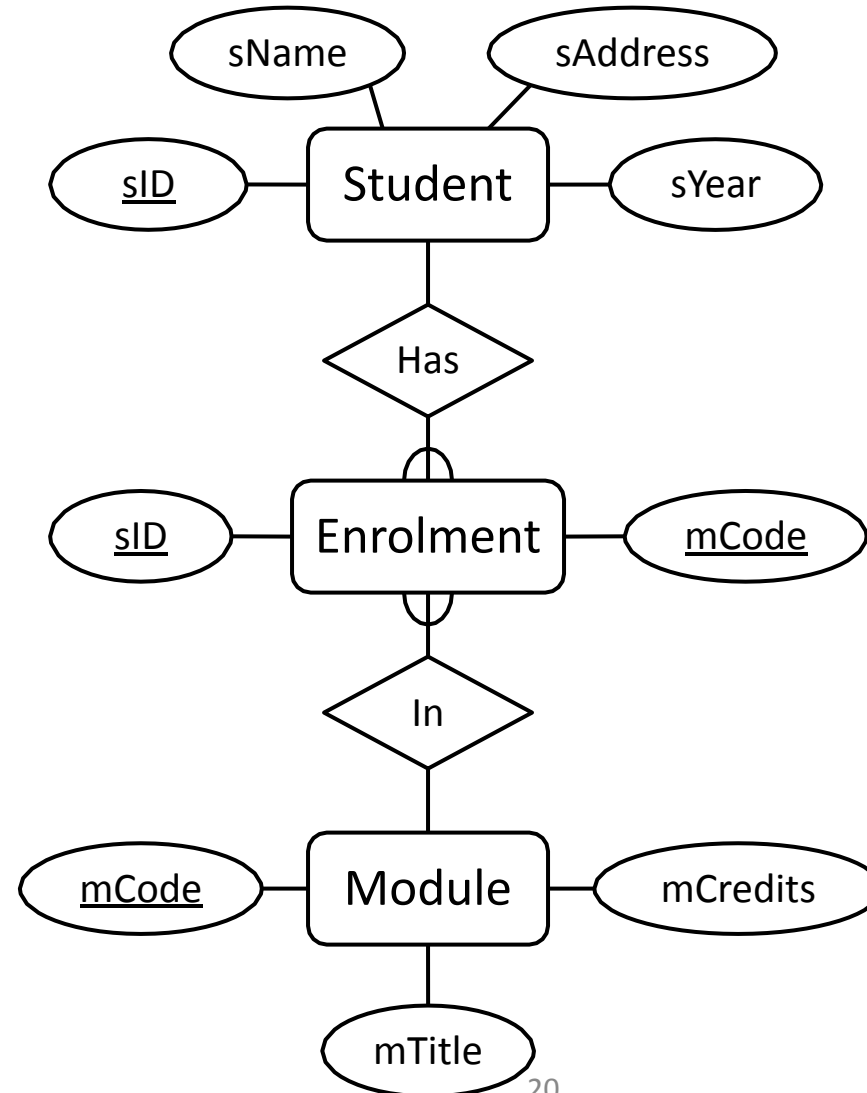 sName
sAddress
sID
Student
sYear
Has
sID
Enrolment
mCode
In
mCode
Module
mCredits
mTitle
20